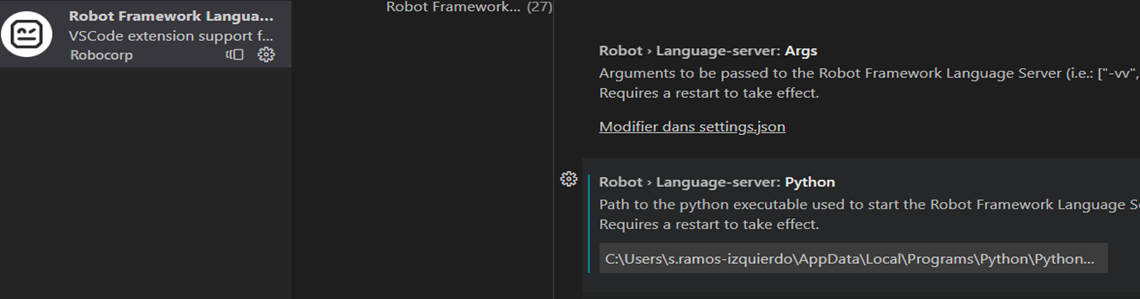 Robot Framework Langua...
VSCode extension support f...
Robocorp
Robot Framework... (27)
Robot › Language-server: Args
Arguments to be passed to the Robot Framework Language Server (i.e.: ["-vv",
Requires a restart to take effect.
Modifier dans settings.json
Robot › Language-server: Python
Path to the python executable used to start the Robot Framework Language Se
Requires a restart to take effect.
C:\Users\s.ramos-izquierdo\AppData\Local\Programs\Python\Python...